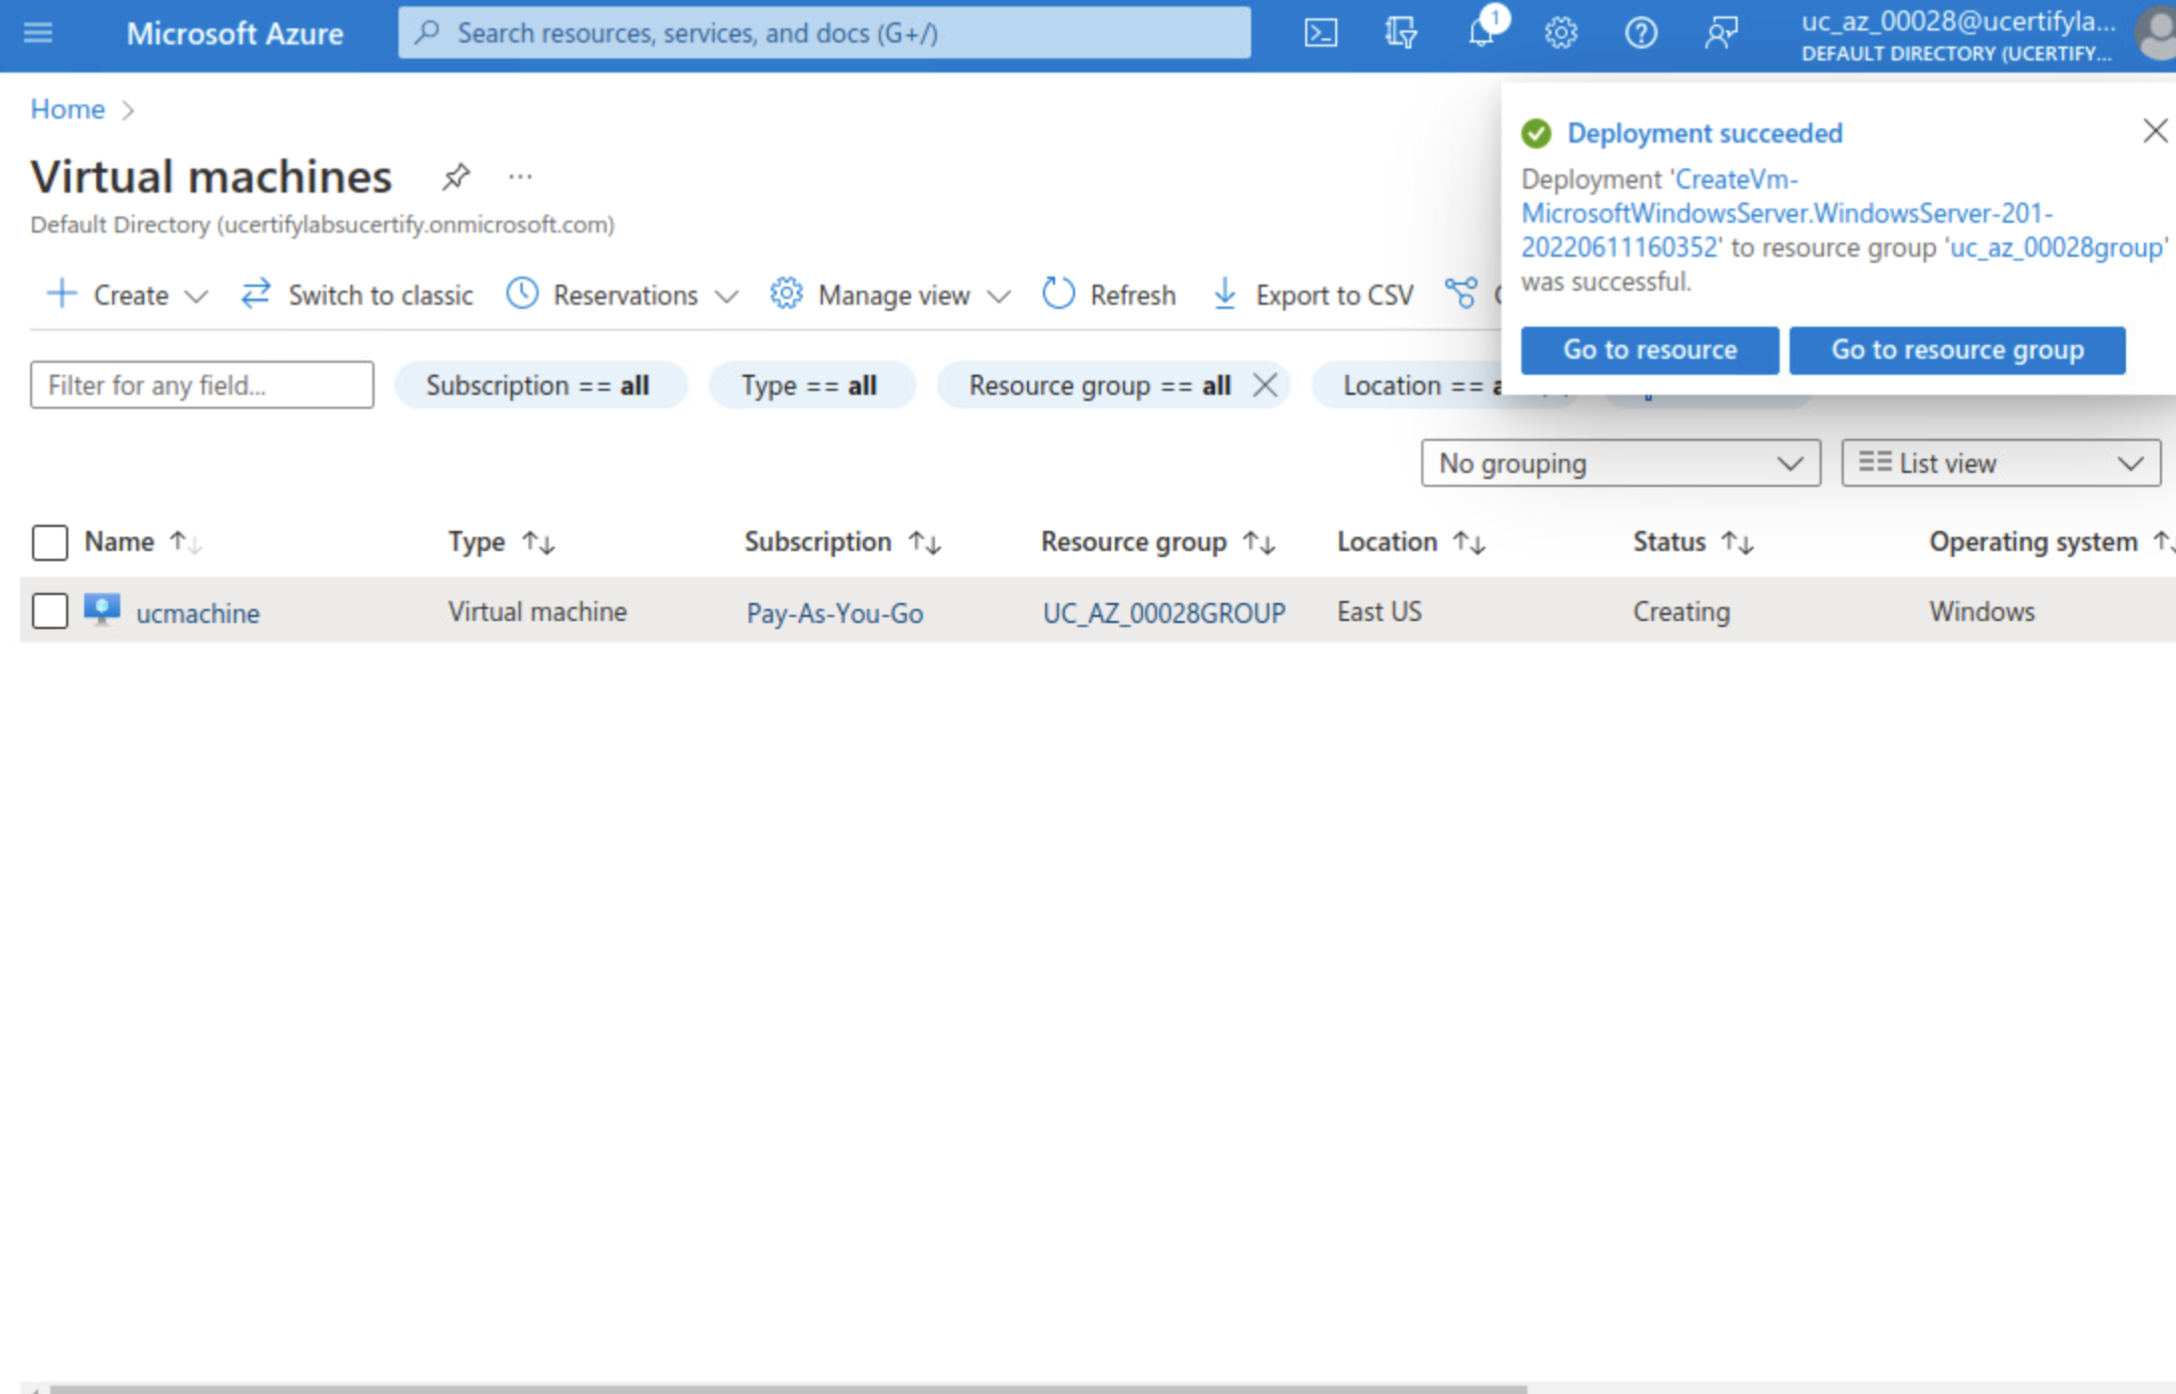 Microsoft Azure
Search resources, services, and docs (G+/)
1
uc_az_00028@ucertifyla...
DEFAULT DIRECTORY (UCERTIFY...
Home >
Virtual machines ...
Default Directory (ucertifylabsucertify.onmicrosoft.com)
Deployment succeeded
Deployment 'CreateVm-
MicrosoftWindowsServer.WindowsServer-201-
20220611160352' to resource group 'uc_az_00028group'
was successful.
Go to resource Go to resource group
Create Switch to classic Reservations Manage view Refresh Export to CSV
Filter for any field... Subscription == all Type == all Resource group == all Location ==
No grouping List view
Name Type Subscription Resource group Location Status Operating system
ucmachine Virtual machine Pay-As-You-Go UC_AZ_00028GROUP East US Creating Windows